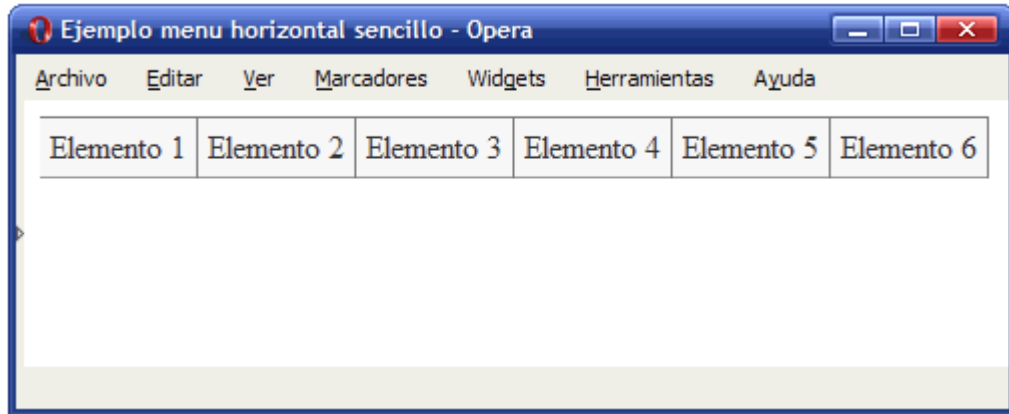 Ejemplo menu horizontal sencillo - Opera
Archivo Editar Ver Marcadores Widgets Herramientas Ayuda
Elemento 1 Elemento 2 Elemento 3 Elemento 4 Elemento 5 Elemento 6